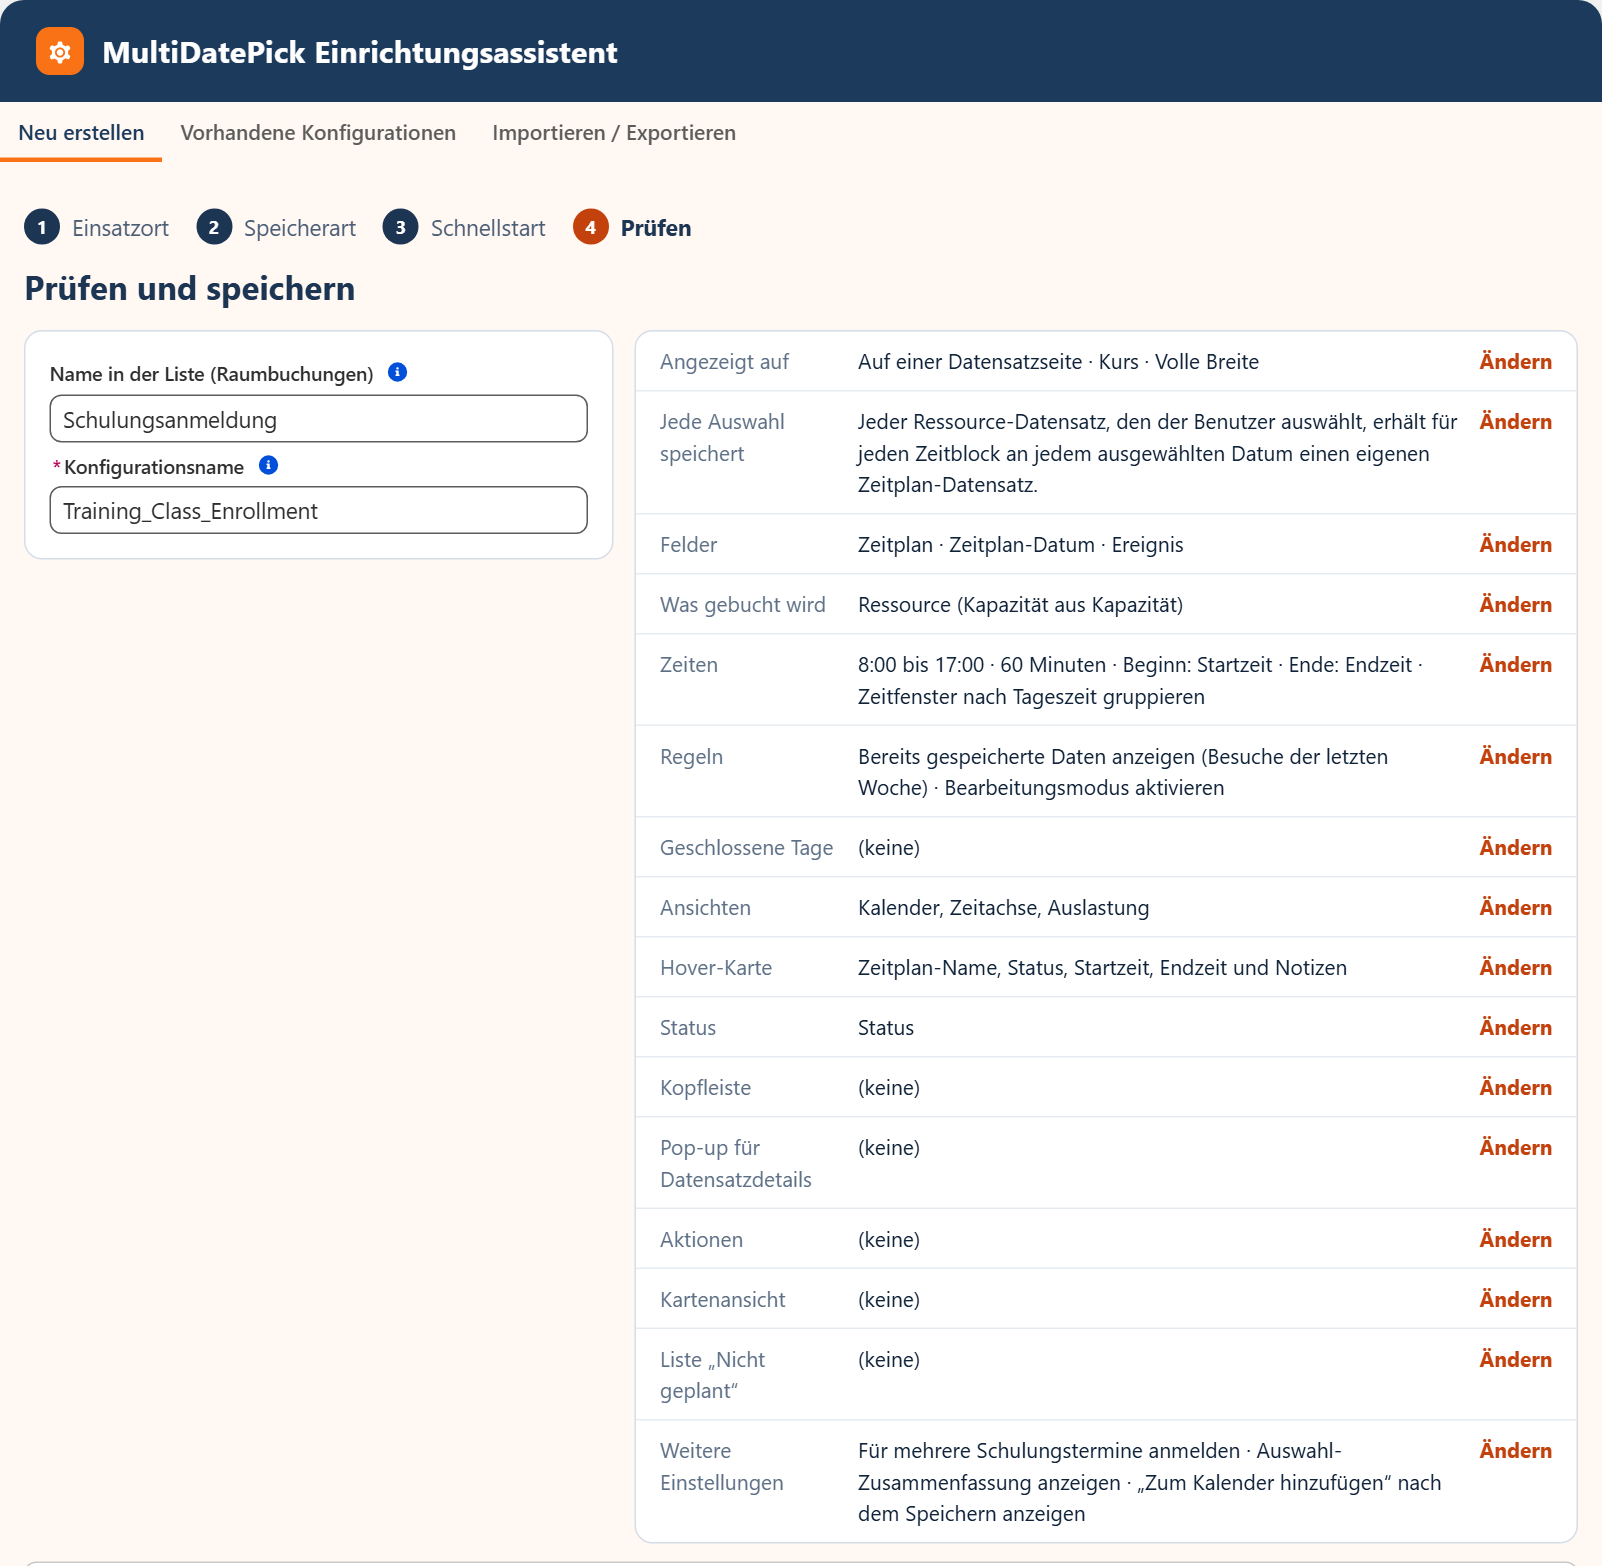 MultiDatePick Einrichtungsassistent
Neu erstellen
Vorhandene Konfigurationen
Importieren / Exportieren
1 Einsatzort
2 Speicherart
3 Schnellstart
4 Prüfen
Prüfen und speichern
Name in der Liste (Raumbuchungen)
Schulungsanmeldung
*Konfigurationsname
Training_Class_Enrollment
Angezeigt auf
Auf einer Datensatzseite · Kurs · Volle Breite
Ändern
Jede Auswahl
speichert
Jeder Ressource-Datensatz, den der Benutzer auswählt, erhält für
jeden Zeitblock an jedem ausgewählten Datum einen eigenen
Zeitplan-Datensatz.
Ändern
Felder
Zeitplan · Zeitplan-Datum · Ereignis
Ändern
Was gebucht wird
Ressource (Kapazität aus Kapazität)
Ändern
Zeiten
8:00 bis 17:00 · 60 Minuten · Beginn: Startzeit · Ende: Endzeit ·
Zeitfenster nach Tageszeit gruppieren
Ändern
Regeln
Bereits gespeicherte Daten anzeigen (Besuche der letzten
Woche) · Bearbeitungsmodus aktivieren
Ändern
Geschlossene Tage
(keine)
Ändern
Ansichten
Kalender, Zeitachse, Auslastung
Ändern
Hover-Karte
Zeitplan-Name, Status, Startzeit, Endzeit und Notizen
Ändern
Status
Status
Ändern
Kopfleiste
(keine)
Ändern
Pop-up für
Datensatzdetails
(keine)
Ändern
Aktionen
(keine)
Ändern
Kartenansicht
(keine)
Ändern
Liste „Nicht
geplant“
(keine)
Ändern
Weitere
Einstellungen
Für mehrere Schulungstermine anmelden · Auswahl-
Zusammenfassung anzeigen · „Zum Kalender hinzufügen“ nach
dem Speichern anzeigen
Ändern